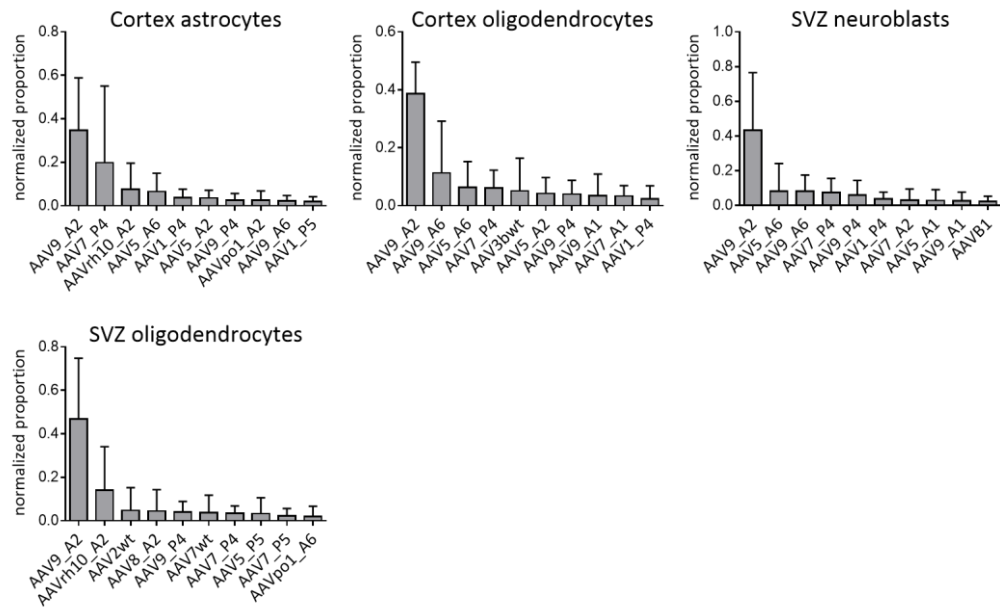 Cortex astrocytes
normalized proportion
0.8
0.6
0.4
0.2
0.0
AAV9_A2
AAV7_P4
AAVrh10_A2
AAV5_A6
AAV1_P4
AAV5_A2
AAV9_P4
AAVpo1_A2
AAV9_A6
AAV1_P5
Cortex oligodendrocytes
normalized proportion
0.6
0.4
0.2
0.0
AAV9_A2
AAV9_A6
AAV5_A6
AAV7_P4
AAV3bwt
AAV5_A2
AAV9_P4
AAV9_A1
AAV7_A1
AAV1_P4
SVZ neuroblasts
normalized proportion
1.0
0.8
0.6
0.4
0.2
0.0
AAV9_A2
AAV5_A6
AAV9_A6
AAV7_P4
AAV9_P4
AAV1_P4
AAV7_A2
AAV5_A1
AAV9_A1
AAVB1
SVZ oligodendrocytes
normalized proportion
0.8
0.6
0.4
0.2
0.0
AAV9_A2
AAVrh10_A2
AAV2wt
AAV8_A2
AAV9_P4
AAV7wt
AAV7_P4
AAV5_P5
AAV7_P5
AAVpo1_A6